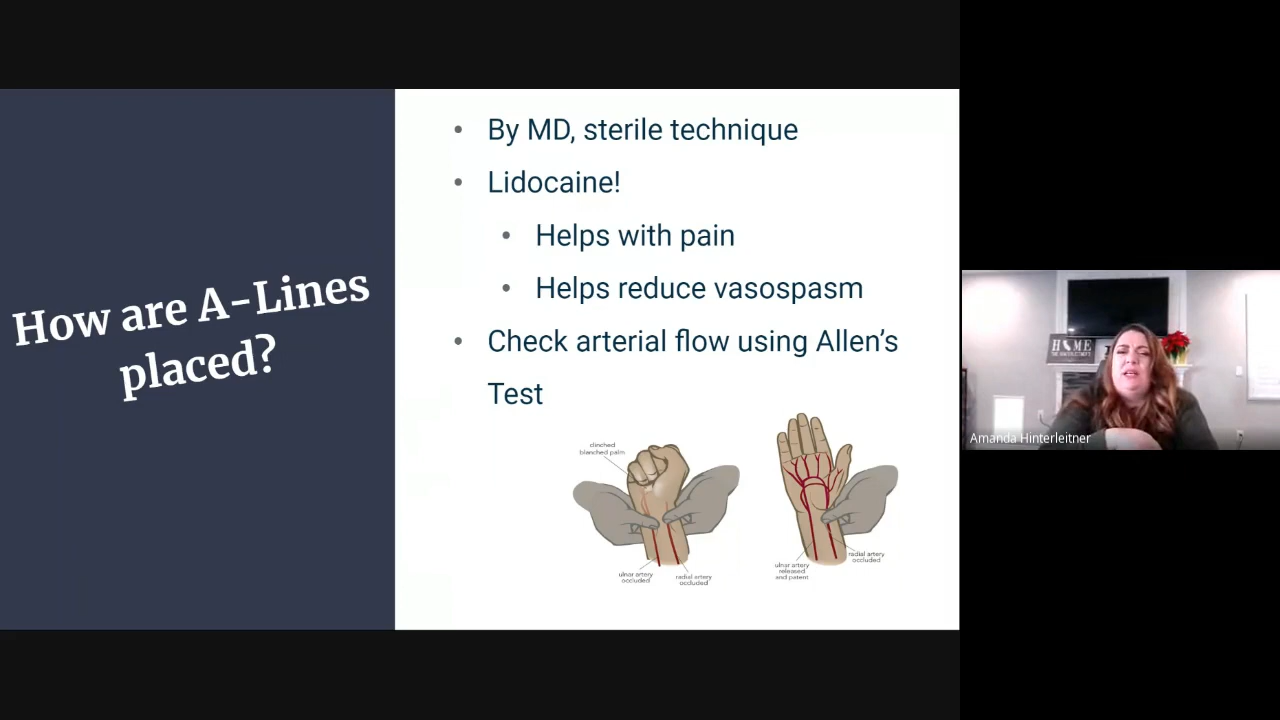 How are A-Lines
placed?
By MD, sterile technique
Lidocaine!
Helps with pain
Helps reduce vasospasm
Check arterial flow using Allen's
Test
clinched
blanched palm
ulnar artery
occluded
radial artery
occluded
ulnar artery
released
and patent
radial artery
occluded
HOME
Amanda Hinterleitner